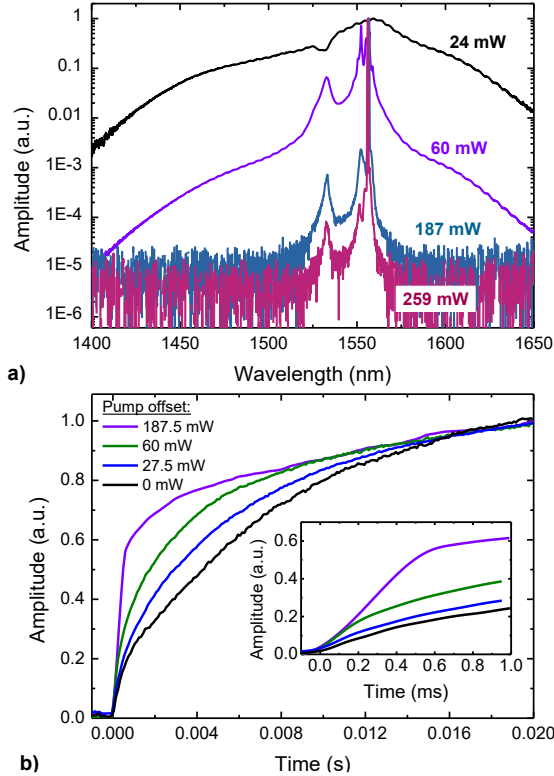 1
0.1
0.01
1E-3
1E-4
1E-5
1E-6
Amplitude (a.u.)
24 mW
60 mW
187 mW
259 mW
1400 1450 1500 1550 1600 1650
a)
Wavelength (nm)
Pump offset:
187.5 mW
60 mW
27.5 mW
0 mW
1.0
0.8
0.6
0.4
0.2
0.0
Amplitude (a.u.)
0.6
0.4
0.2
0.0
Amplitude (a.u.)
0.0 0.2 0.4 0.6 0.8 1.0
Time (ms)
0.000 0.004 0.008 0.012 0.016 0.020
b)
Time (s)